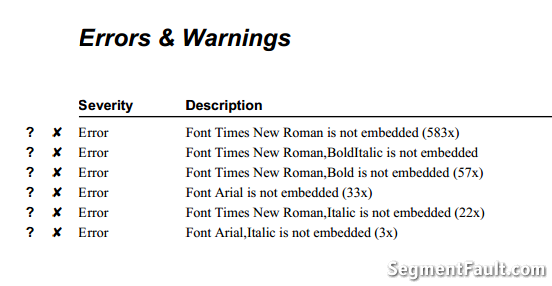 Errors & Warnings
Severity Description
? ✘ Error Font Times New Roman is not embedded (583x)
? ✘ Error Font Times New Roman,BoldItalic is not embedded
? ✘ Error Font Times New Roman,Bold is not embedded (57x)
? ✘ Error Font Arial is not embedded (33x)
? ✘ Error Font Times New Roman,Italic is not embedded (22x)
? ✘ Error Font Arial,Italic is not embedded (3x)
SegmentFault.com